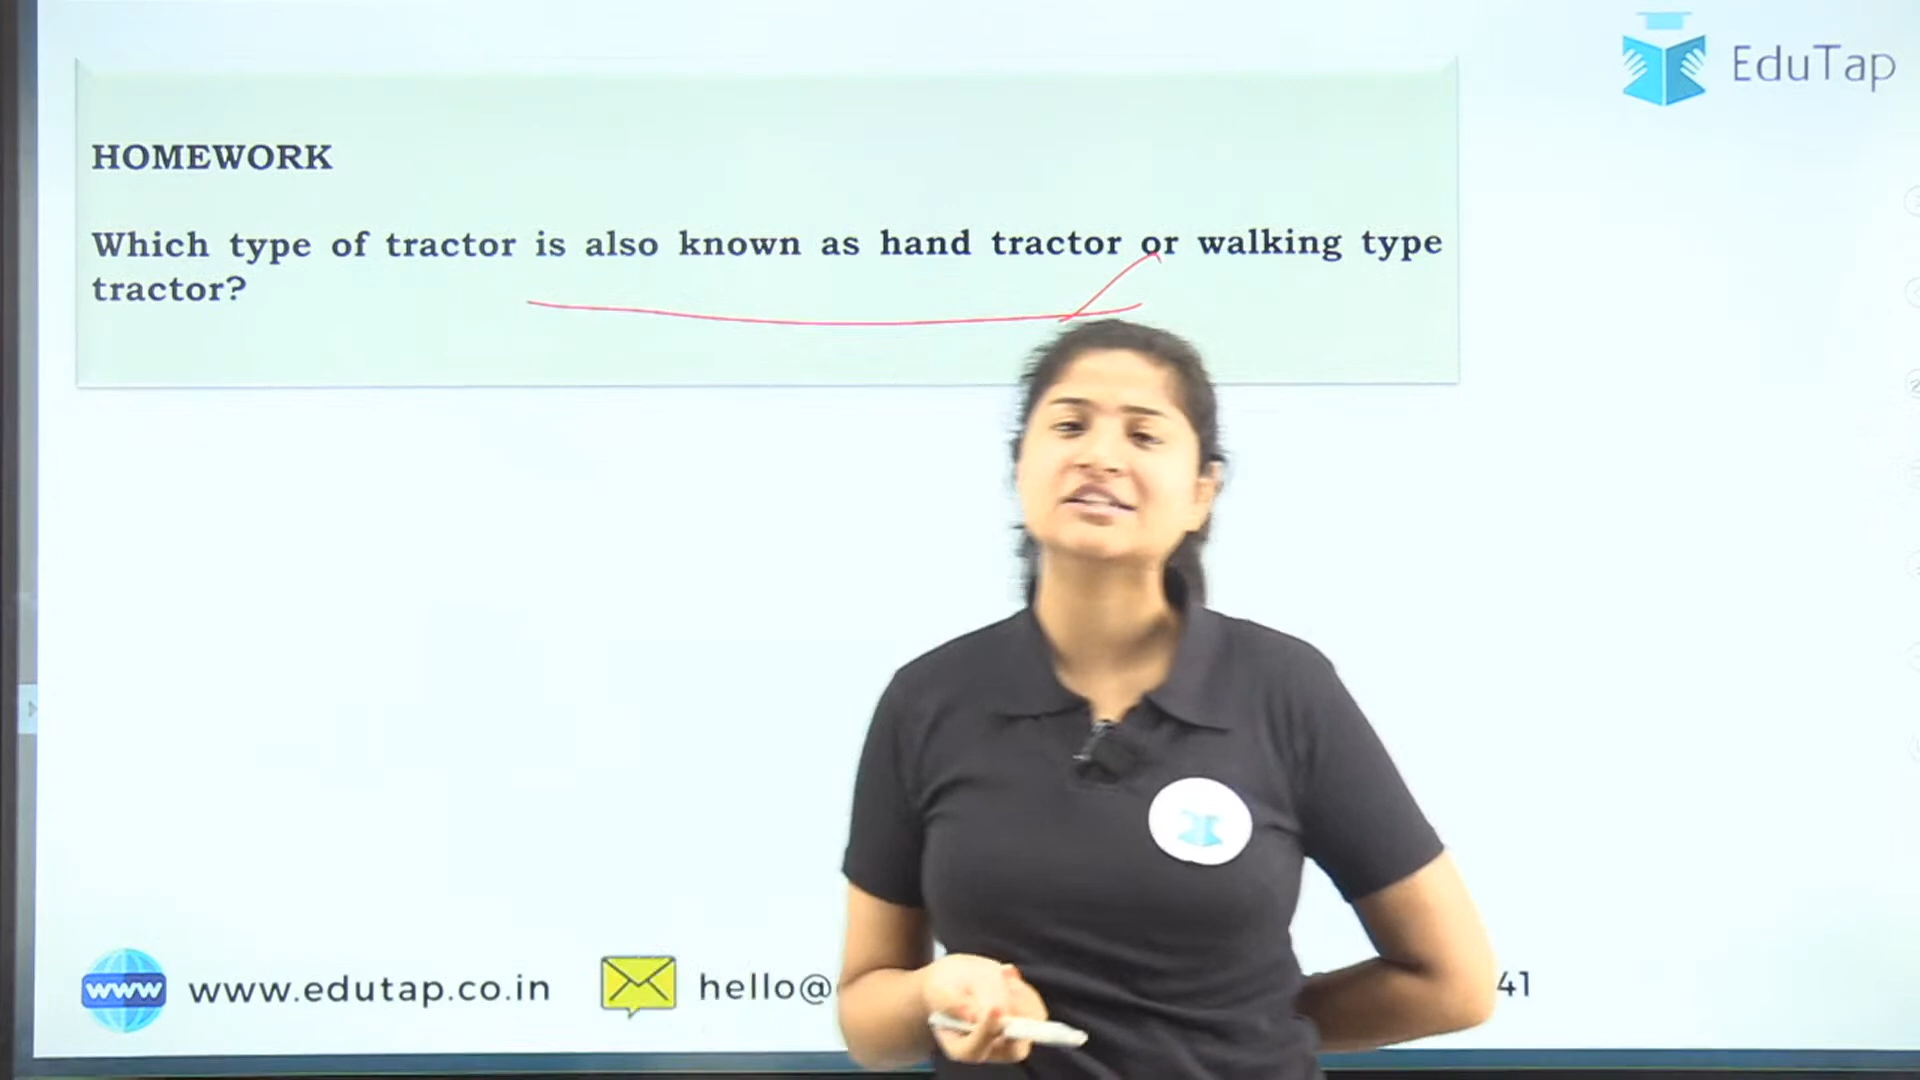 EduTap
HOMEWORK
Which type of tractor is also known as hand tractor or walking type
tractor?
www
www.edutap.co.in
hello@
41